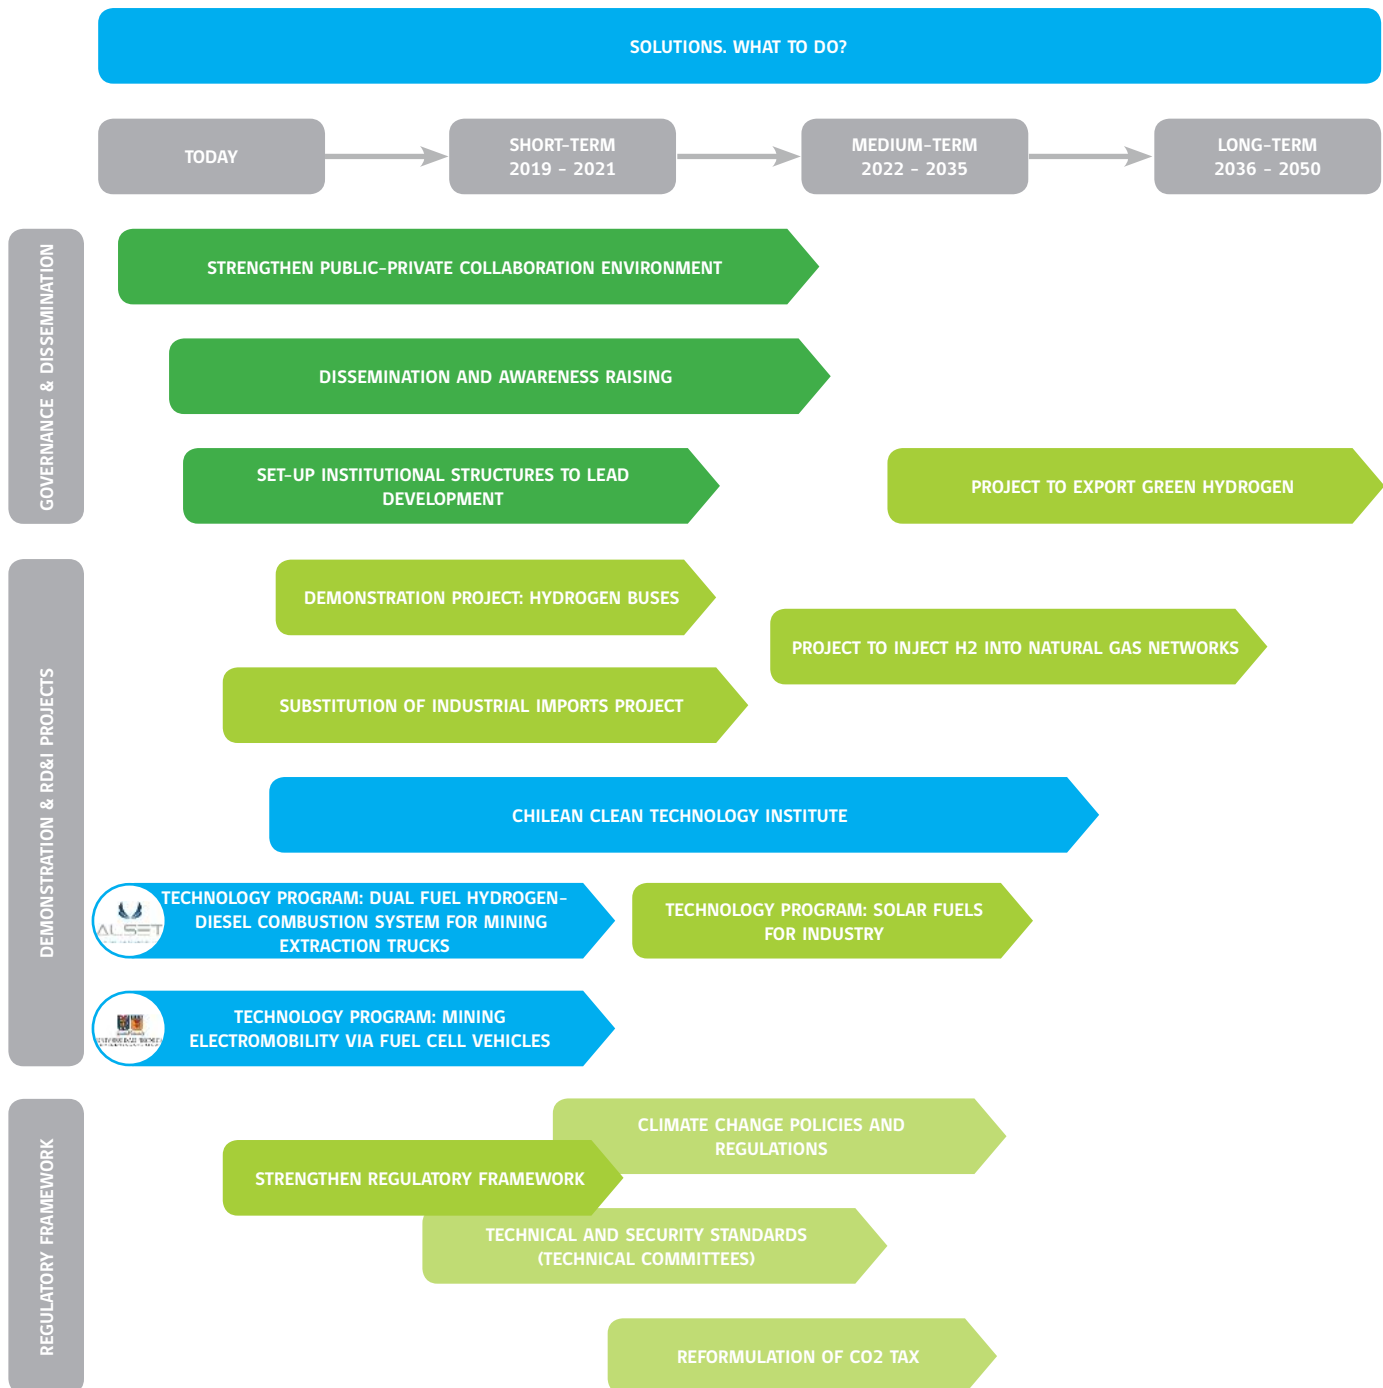 SOLUTIONS. WHAT TO DO?
TODAY
SHORT-TERM
2019 - 2021
MEDIUM-TERM
2022 - 2035
LONG-TERM
2036 - 2050
GOVERNANCE & DISSEMINATION
STRENGTHEN PUBLIC-PRIVATE COLLABORATION ENVIRONMENT
DISSEMINATION AND AWARENESS RAISING
SET-UP INSTITUTIONAL STRUCTURES TO LEAD
DEVELOPMENT
PROJECT TO EXPORT GREEN HYDROGEN
DEMONSTRATION & RD&I PROJECTS
DEMONSTRATION PROJECT: HYDROGEN BUSES
PROJECT TO INJECT H2 INTO NATURAL GAS NETWORKS
SUBSTITUTION OF INDUSTRIAL IMPORTS PROJECT
CHILEAN CLEAN TECHNOLOGY INSTITUTE
ALSET
TECHNOLOGY PROGRAM: DUAL FUEL HYDROGEN-
DIESEL COMBUSTION SYSTEM FOR MINING
EXTRACTION TRUCKS
TECHNOLOGY PROGRAM: SOLAR FUELS
FOR INDUSTRY
TECHNOLOGY PROGRAM: MINING
ELECTROMOBILITY VIA FUEL CELL VEHICLES
REGULATORY FRAMEWORK
CLIMATE CHANGE POLICIES AND
REGULATIONS
STRENGTHEN REGULATORY FRAMEWORK
TECHNICAL AND SECURITY STANDARDS
(TECHNICAL COMMITTEES)
REFORMULATION OF CO2 TAX